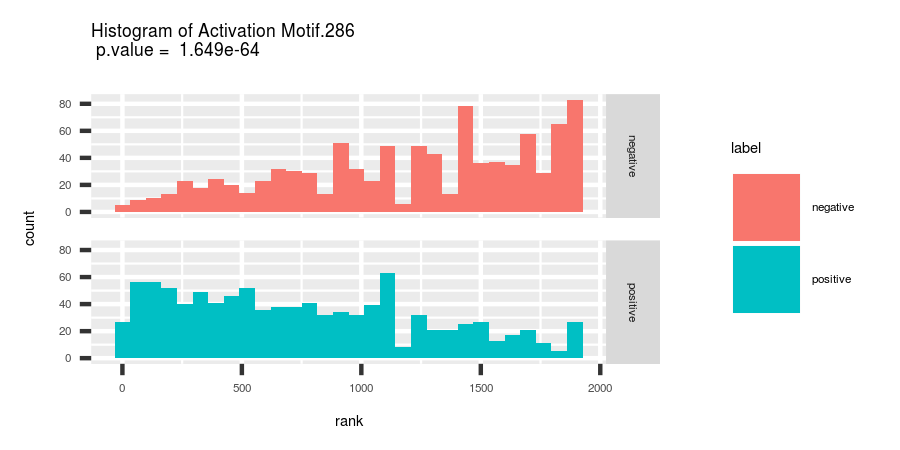 Histogram of Activation Motif.286
p.value = 1.649e-64
count
80
60
40
20
0
negative
80
60
40
20
0
positive
0 500 1000 1500 2000
rank
label
negative
positive